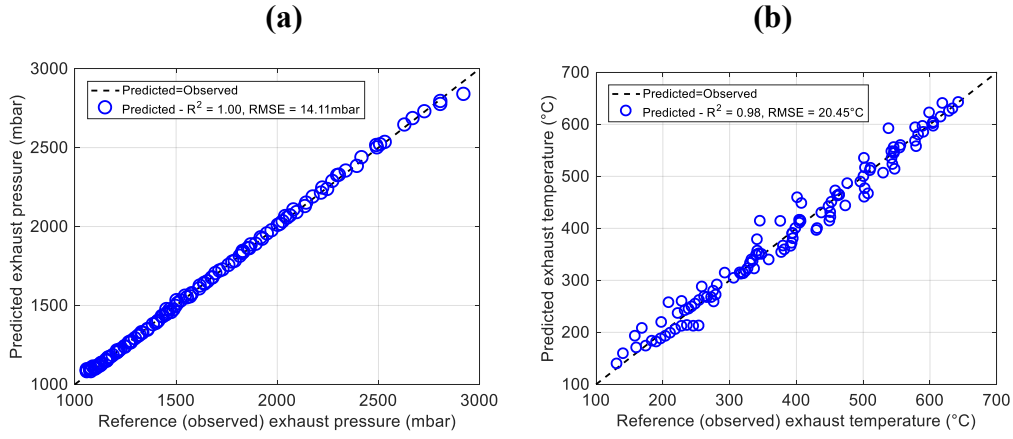 (a)
(b)
3000
2500
2000
1500
1000
Predicted exhaust pressure (mbar)
Predicted=Observed
Predicted - R² = 1.00, RMSE = 14.11mbar
1000 1500 2000 2500 3000
Reference (observed) exhaust pressure (mbar)
700
600
500
400
300
200
100
Predicted exhaust temperature (°C)
Predicted=Observed
Predicted - R² = 0.98, RMSE = 20.45°C
100 200 300 400 500 600 700
Reference (observed) exhaust temperature (°C)